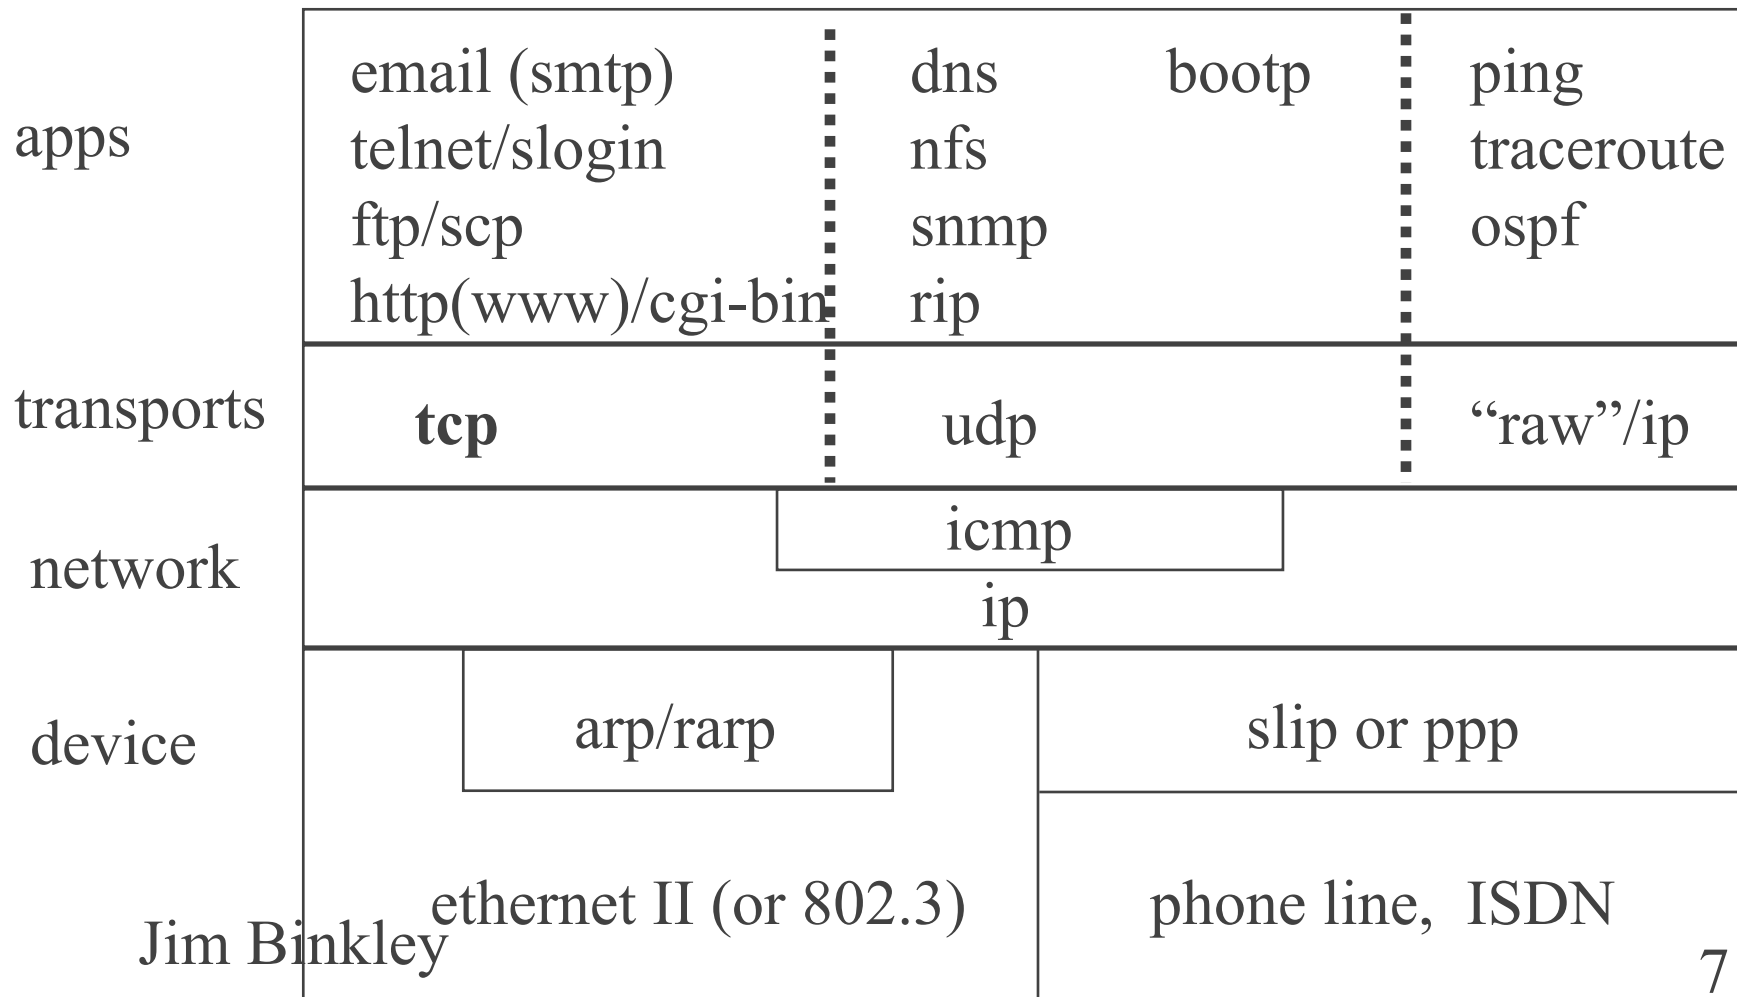 apps
email (smtp)
telnet/slogin
ftp/scp
http(www)/cgi-bin
dns bootp
nfs
snmp
rip
ping
traceroute
ospf
transports
tcp
udp
“raw”/ip
network
icmp
ip
device
arp/rarp
slip or ppp
ethernet II (or 802.3)
phone line, ISDN
Jim Binkley
7